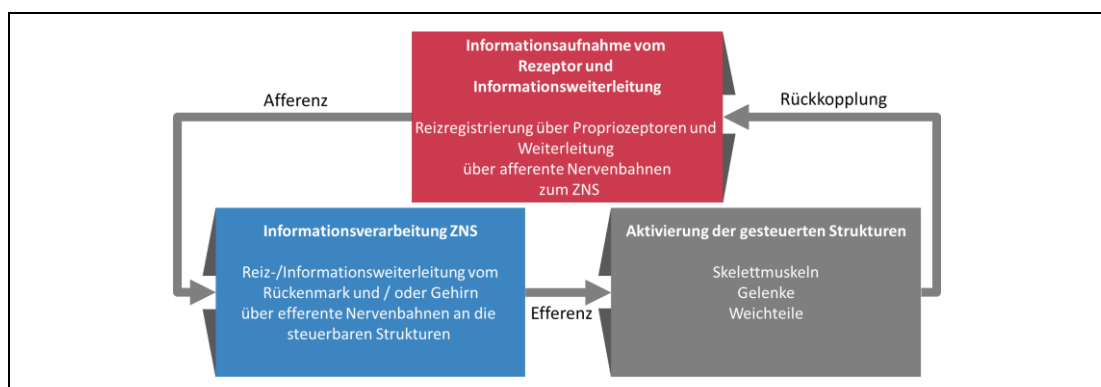 Informationsaufnahme vom
Rezeptor und
Informationsweiterleitung
Reizregistrierung über Propriozeptoren und
Weiterleitung
über afferente Nervenbahnen
zum ZNS
Afferenz
Rückkopplung
Informationsverarbeitung ZNS
Reiz-/Informationsweiterleitung vom
Rückenmark und / oder Gehirn
über efferente Nervenbahnen an die
steuerbaren Strukturen
Efferenz
Aktivierung der gesteuerten Strukturen
Skelettmuskeln
Gelenke
Weichteile